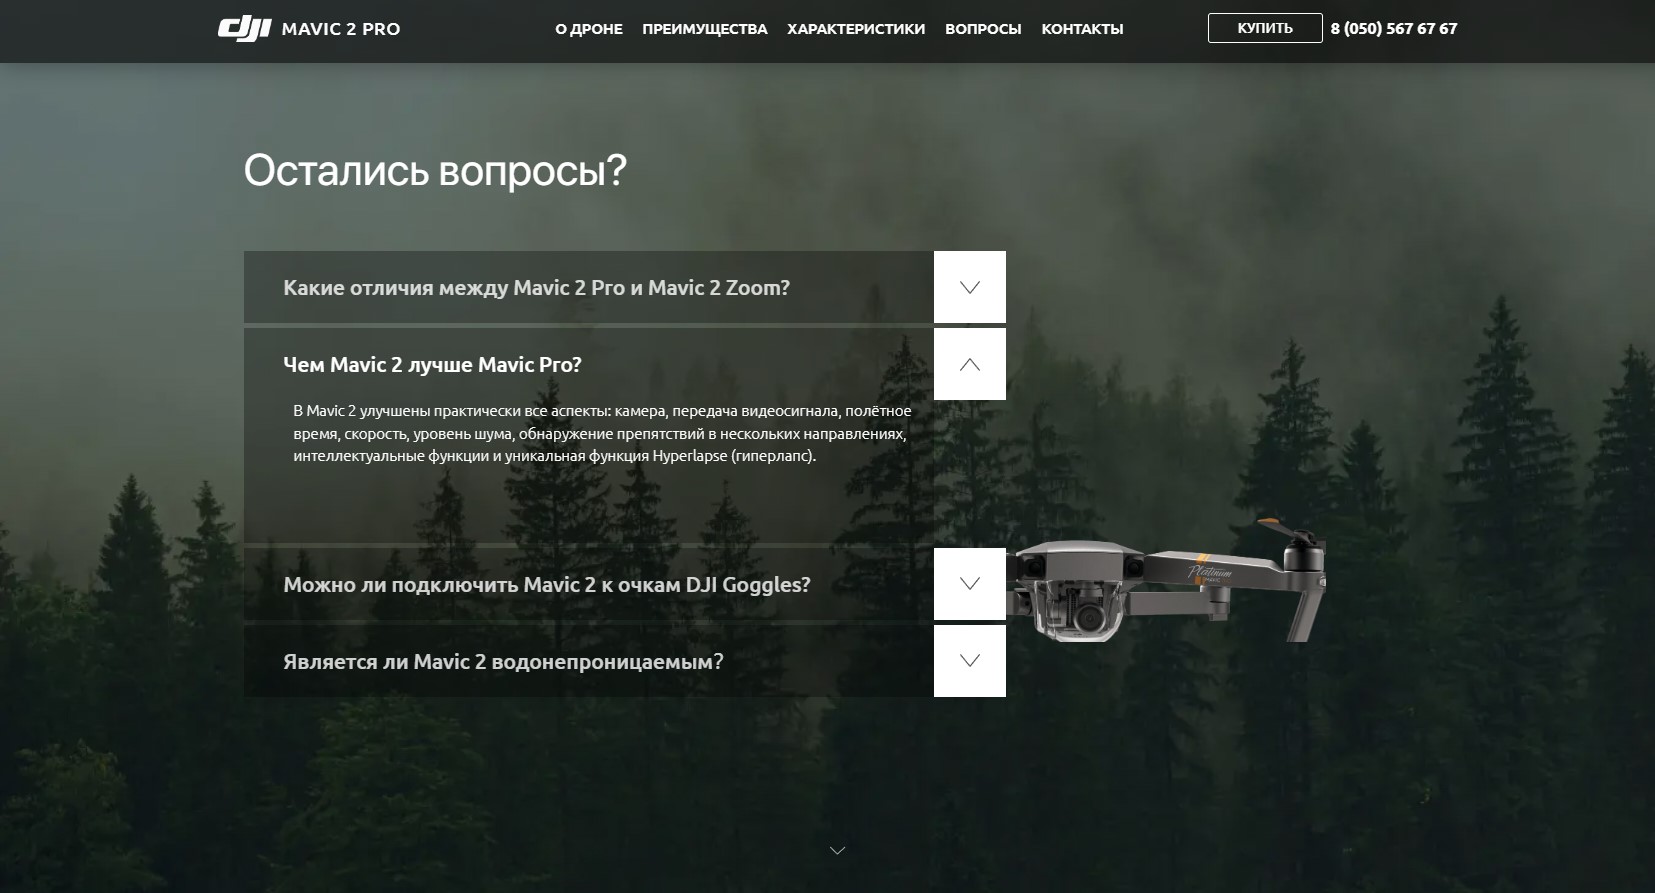 dji MAVIC 2 PRO О ДРОНЕ ПРЕИМУЩЕСТВА ХАРАКТЕРИСТИКИ ВОПРОСЫ КОНТАКТЫ КУПИТЬ 8 (050) 567 67 67
Остались вопросы?
Какие отличия между Mavic 2 Pro и Mavic 2 Zoom?
Чем Mavic 2 лучше Mavic Pro?
В Mavic 2 улучшены практически все аспекты: камера, передача видеосигнала, полётное
время, скорость, уровень шума, обнаружение препятствий в нескольких направлениях,
интеллектуальные функции и уникальная функция Hyperlapse (гиперлапс).
Можно ли подключить Mavic 2 к очкам DJI Goggles?
Platinum
MAVIC
Является ли Mavic 2 водонепроницаемым?